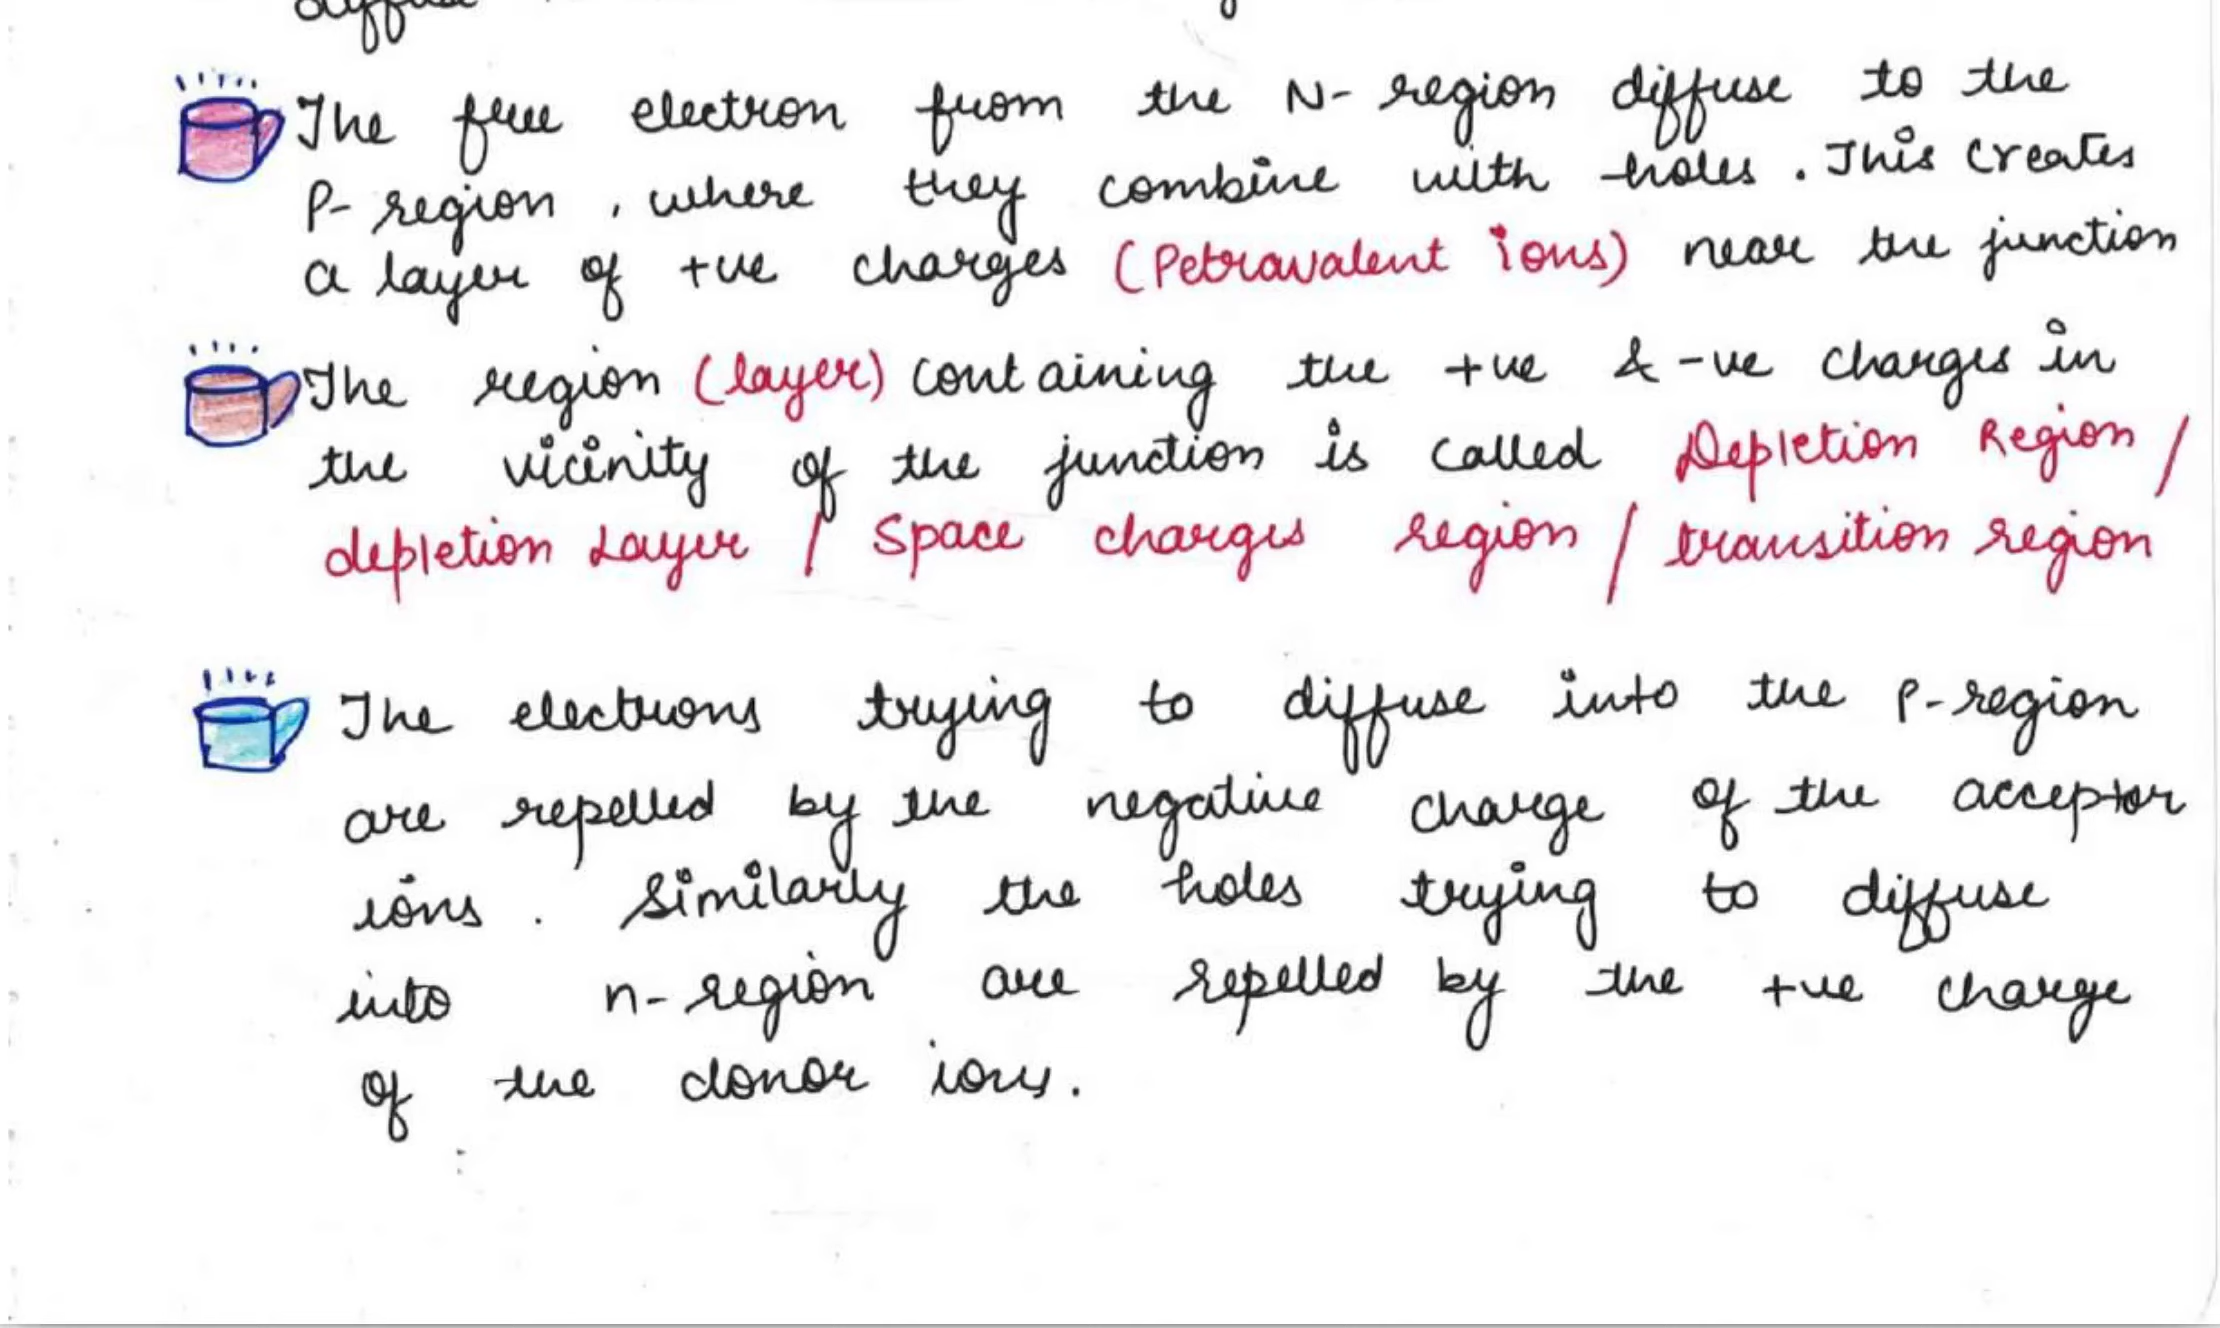 diffuse
The free electron from the N- region diffuse to the
P- region , where they combine with holes . This creates
a layer of +ve charges (Petravalent ions) near the junction
The region (layer) containing the +ve & -ve charges in
the vicinity of the junction is called Depletion Region /
depletion Layer / Space charges region / transition region
The electrons trying to diffuse into the P-region
are repelled by the negative charge of the acceptor
ions . Similarly the holes trying to diffuse
into n- region are repelled by the +ve charge
of the donor ions.